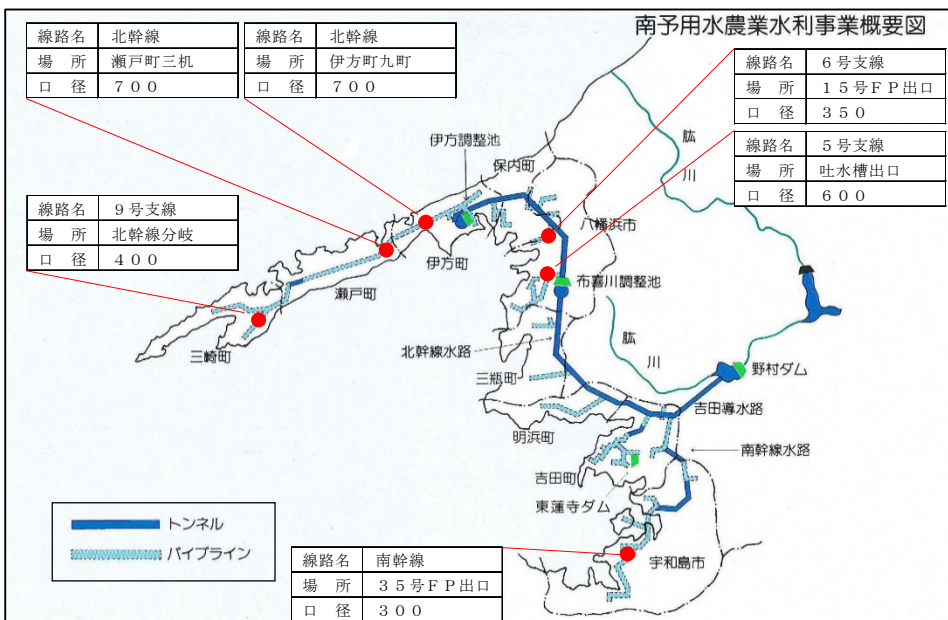 南予用水農業水利事業概要図
線路名 北幹線
場 所 瀬戸町三机
口 径 ７００
線路名 北幹線
場 所 伊方町九町
口 径 ７００
線路名 ６号支線
場 所 １５号ＦＰ出口
口 径 ３５０
線路名 ５号支線
場 所 吐水槽出口
口 径 ６００
線路名 ９号支線
場 所 北幹線分岐
口 径 ４００
伊方調整池
保内町
肱
川
八幡浜市
伊方町
布喜川調整池
瀬戸町
三崎町
北幹線水路
肱
川
三瓶町
野村ダム
明浜町
吉田導水路
南幹線水路
吉田町
東蓮寺ダム
宇和島市
トンネル
パイプライン
線路名 南幹線
場 所 ３５号ＦＰ出口
口 径 ３００